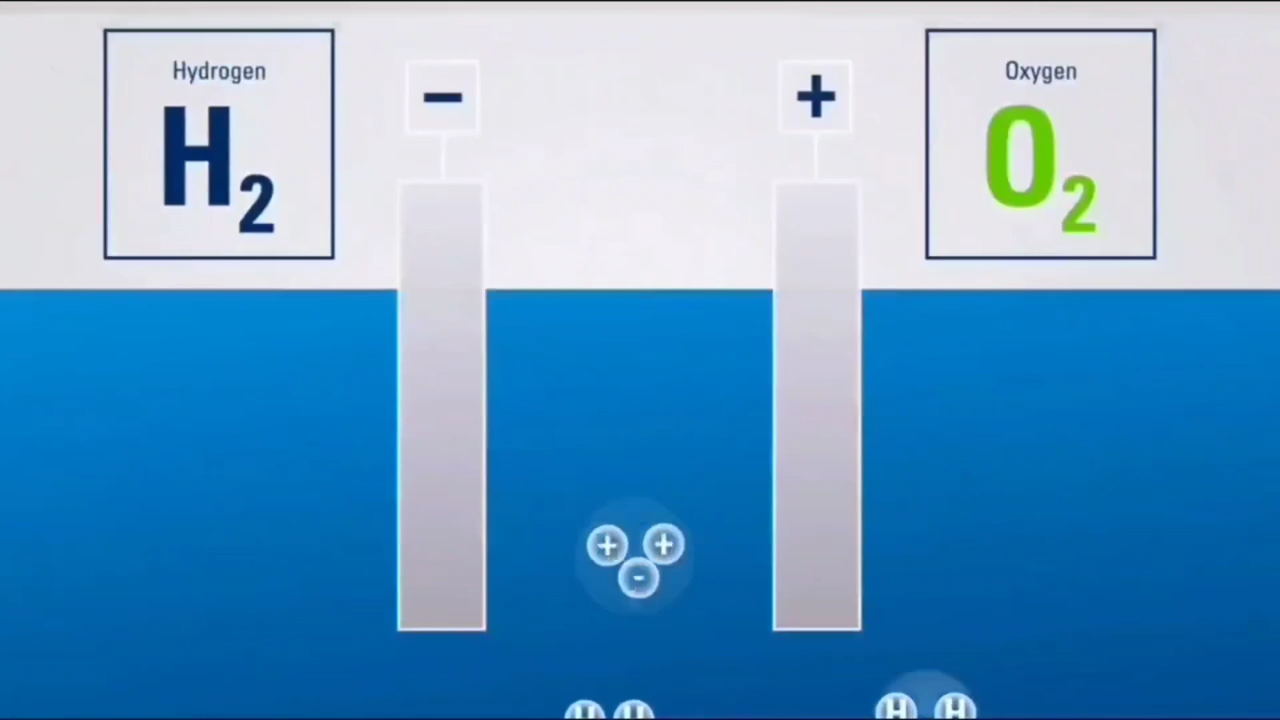 Hydrogen
H₂
−
+
Oxygen
O₂
+ +
-
H H
H H